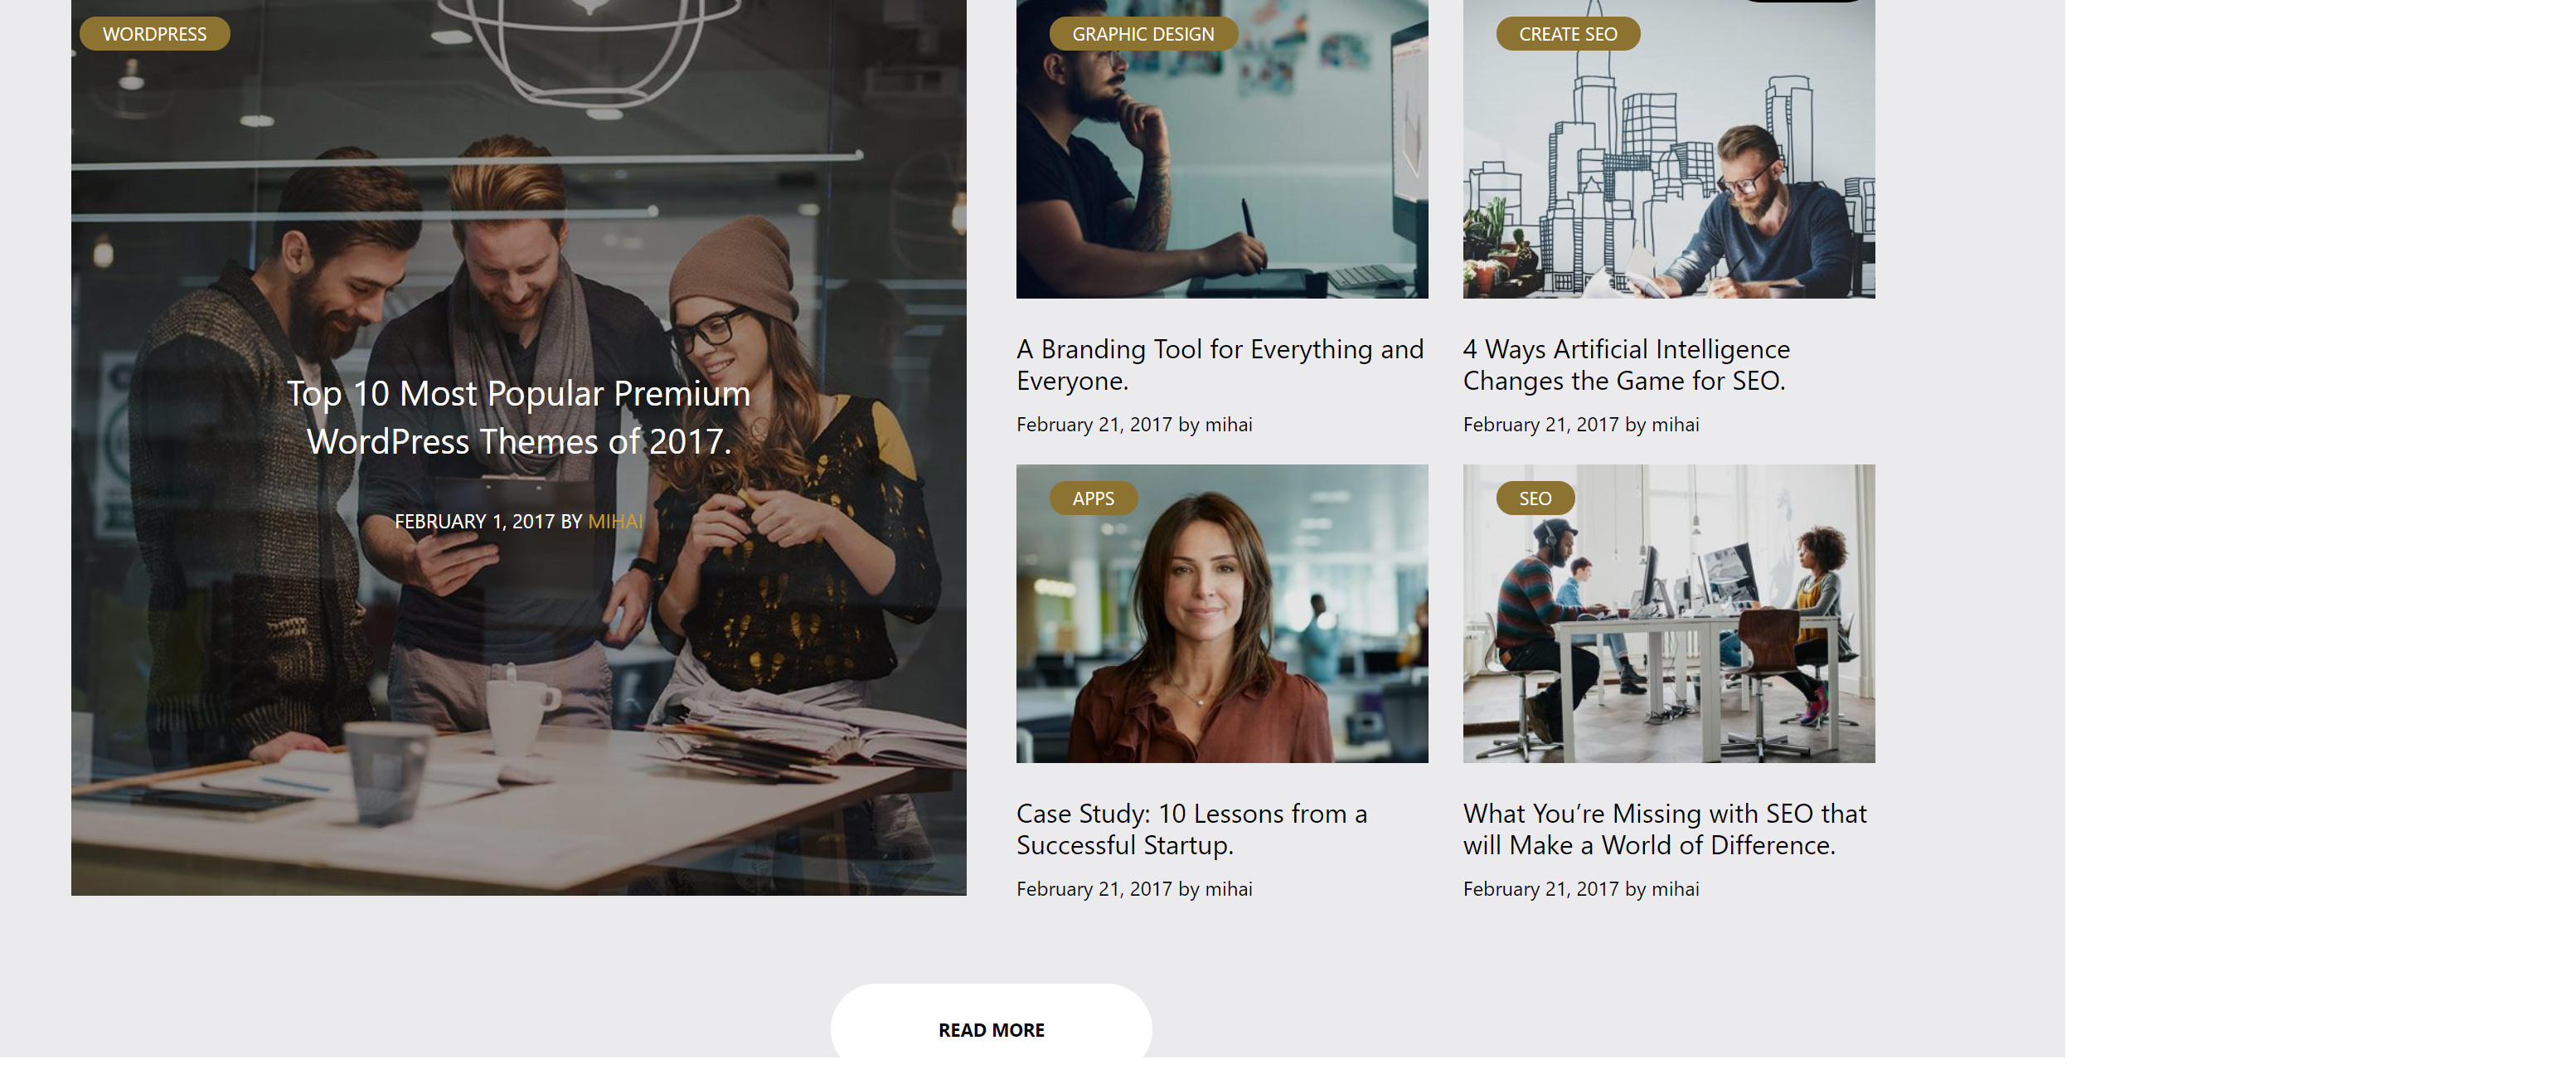 WORDPRESS
Top 10 Most Popular Premium
WordPress Themes of 2017.
FEBRUARY 1, 2017 BY MIHAI
GRAPHIC DESIGN
A Branding Tool for Everything and
Everyone.
February 21, 2017 by mihai
CREATE SEO
4 Ways Artificial Intelligence
Changes the Game for SEO.
February 21, 2017 by mihai
APPS
Case Study: 10 Lessons from a
Successful Startup.
February 21, 2017 by mihai
SEO
What You’re Missing with SEO that
will Make a World of Difference.
February 21, 2017 by mihai
READ MORE